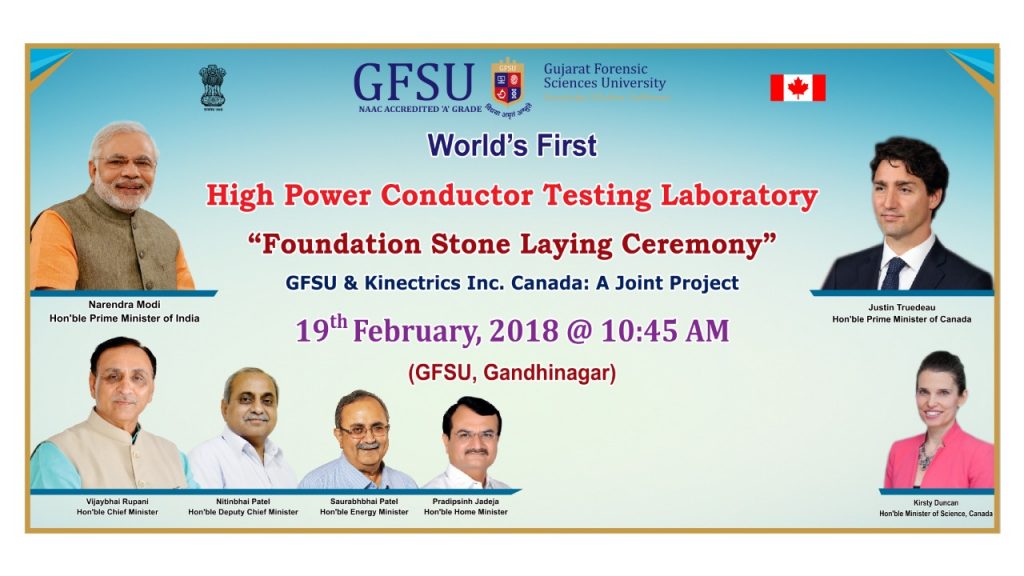 GFSU
NAAC ACCREDITED 'A' GRADE
GFSU
Gujarat Forensic
Sciences University
World's First
High Power Conductor Testing Laboratory
“Foundation Stone Laying Ceremony”
GFSU & Kinectrics Inc. Canada: A Joint Project
19th February, 2018 @ 10:45 AM
(GFSU, Gandhinagar)
Narendra Modi
Hon'ble Prime Minister of India
Justin Truedeau
Hon'ble Prime Minister of Canada
Vijaybhai Rupani
Hon'ble Chief Minister
Nitinbhai Patel
Hon'ble Deputy Chief Minister
Saurabhbhai Patel
Hon'ble Energy Minister
Pradipsinh Jadeja
Hon'ble Home Minister
Kirsty Duncan
Hon'ble Minister of Science, Canada